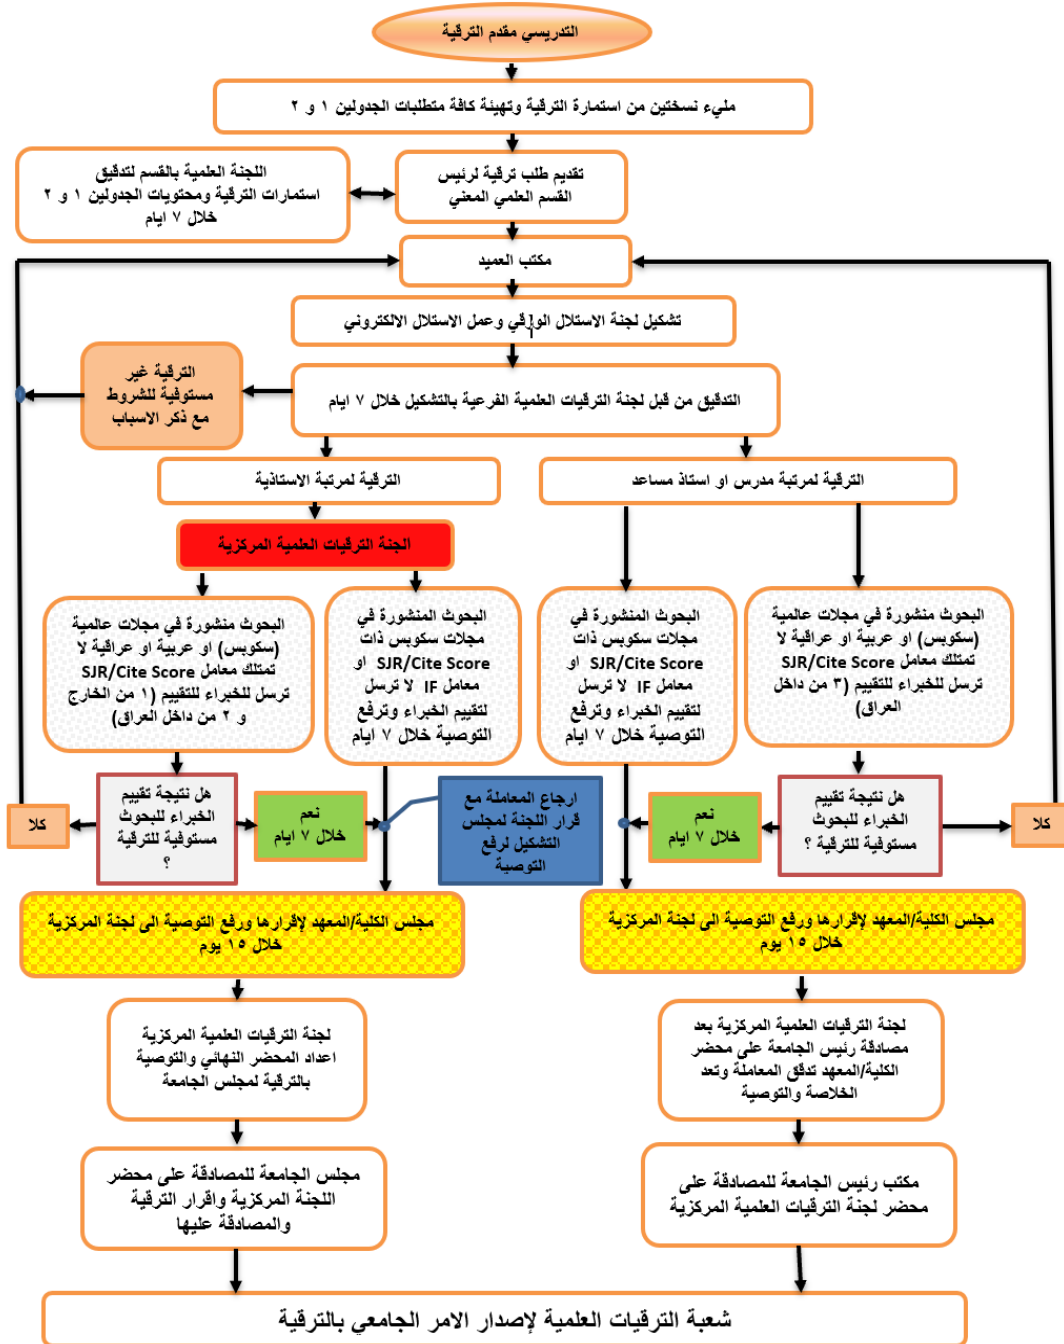 التدريسي مقدم الترقية
مليء نسختين من استمارة الترقية وتهيئة كافة متطلبات الجدولين ١ و ٢
تقديم طلب ترقية لرئيس
القسم العلمي المعني
اللجنة العلمية بالقسم لتدقيق
استمارات الترقية ومحتويات الجدولين ١ و ٢
خلال ٧ ايام
مكتب العميد
تشكيل لجنة الاستلال الورقي وعمل الاستلال الالكتروني
التدقيق من قبل لجنة الترقيات العلمية الفرعية بالتشكيل خلال ٧ ايام
الترقية غير
مستوفية للشروط
مع ذكر الاسباب
الترقية لمرتبة مدرس او استاذ مساعد
الترقية لمرتبة الاستاذية
الجنة الترقيات العلمية المركزية
البحوث منشورة في مجلات عالمية
(سكوبس) او عربية او عراقية لا
تمتلك معامل SJR/Cite Score
ترسل للخبراء للتقييم (٣ من داخل
العراق)
البحوث المنشورة في
مجلات سكوبس ذات
SJR/Cite Score او
معامل IF لا ترسل
لتقييم الخبراء وترفع
التوصية خلال ٧ ايام
البحوث المنشورة في
مجلات سكوبس ذات
SJR/Cite Score او
معامل IF لا ترسل
لتقييم الخبراء وترفع
التوصية خلال ٧ ايام
البحوث منشورة في مجلات عالمية
(سكوبس) او عربية او عراقية لا
تمتلك معامل SJR/Cite Score
ترسل للخبراء للتقييم (١ من الخارج
و ٢ من داخل العراق)
كلا
هل نتيجة تقييم
الخبراء للبحوث
مستوفية للترقية ؟
نعم
خلال ٧ ايام
ارجاع المعاملة مع
قرار اللجنة لمجلس
التشكيل لرفع
التوصية
نعم
خلال ٧ ايام
هل نتيجة تقييم
الخبراء للبحوث
مستوفية للترقية
؟
كلا
مجلس الكلية/المعهد لإقرارها ورفع التوصية الى لجنة المركزية
خلال ١٥ يوم
مجلس الكلية/المعهد لإقرارها ورفع التوصية الى لجنة المركزية
خلال ١٥ يوم
لجنة الترقيات العلمية المركزية بعد
مصادقة رئيس الجامعة على محضر
الكلية/المعهد تدقق المعاملة وتعد
الخلاصة والتوصية
لجنة الترقيات العلمية المركزية
اعداد المحضر النهائي والتوصية
بالترقية لمجلس الجامعة
مكتب رئيس الجامعة للمصادقة على
محضر لجنة الترقيات العلمية المركزية
مجلس الجامعة للمصادقة على محضر
اللجنة المركزية واقرار الترقية
والمصادقة عليها
شعبة الترقيات العلمية لإصدار الامر الجامعي بالترقية